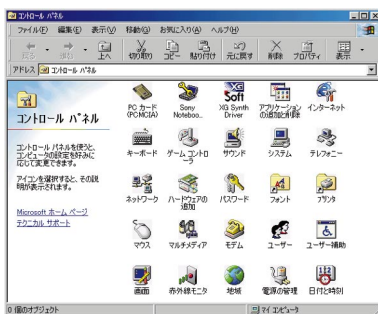 コントロール パネル
ファイル(F) 編集(E) 表示(V) 移動(G) お気に入り(A) ヘルプ(H)
戻る 進む 上へ 切り取り コピー 貼り付け 元に戻す 削除 プロパティ 表示
アドレス コントロール パネル
コントロール パネル
コントロール パネルを使うと、
コンピュータの設定を好みに
応じて変更できます。
アイコンを選択すると、その説
明が表示されます。
Microsoft ホーム ページ
テクニカル サポート
PC カード
(PCMCIA)
Sony
Noteboo...
XG Soft
XG Synth
Driver
アプリケーション
の追加と削除
インターネット
キーボード
ゲーム コントロ
ーラ
サウンド
システム
テレフォニー
ネットワーク
ハードウェアの
追加
パスワード
フォント
プリンタ
マウス
マルチメディア
モデム
ユーザー
ユーザー補助
画面
赤外線モニタ
地域
電源の管理
日付と時刻
0 個のオブジェクト
マイ コンピュータ